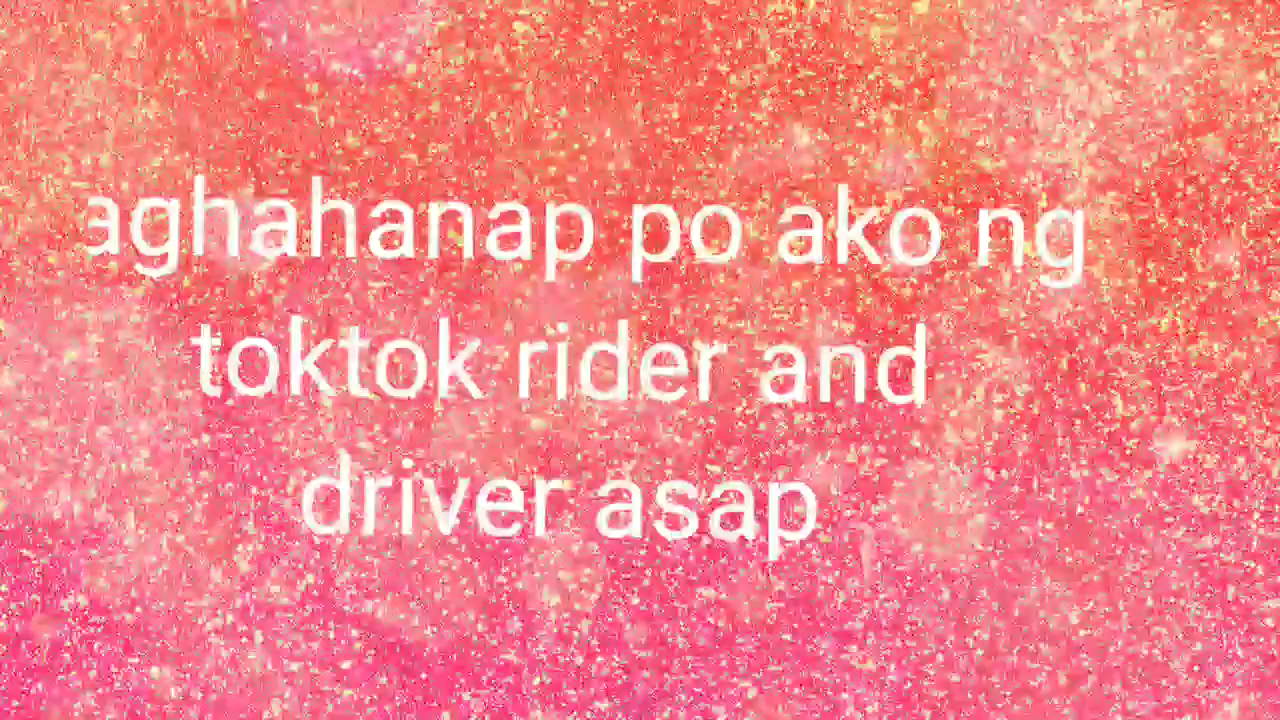 aghahanap po ako ng
toktok rider and
driver asap